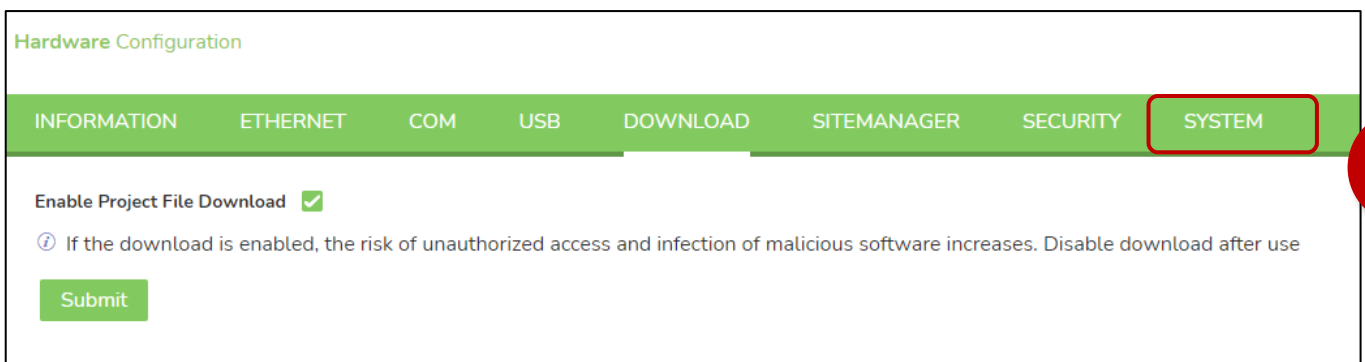 Hardware Configuration
INFORMATION ETHERNET COM USB DOWNLOAD SITEMANAGER SECURITY SYSTEM
Enable Project File Download
If the download is enabled, the risk of unauthorized access and infection of malicious software increases. Disable download after use
Submit